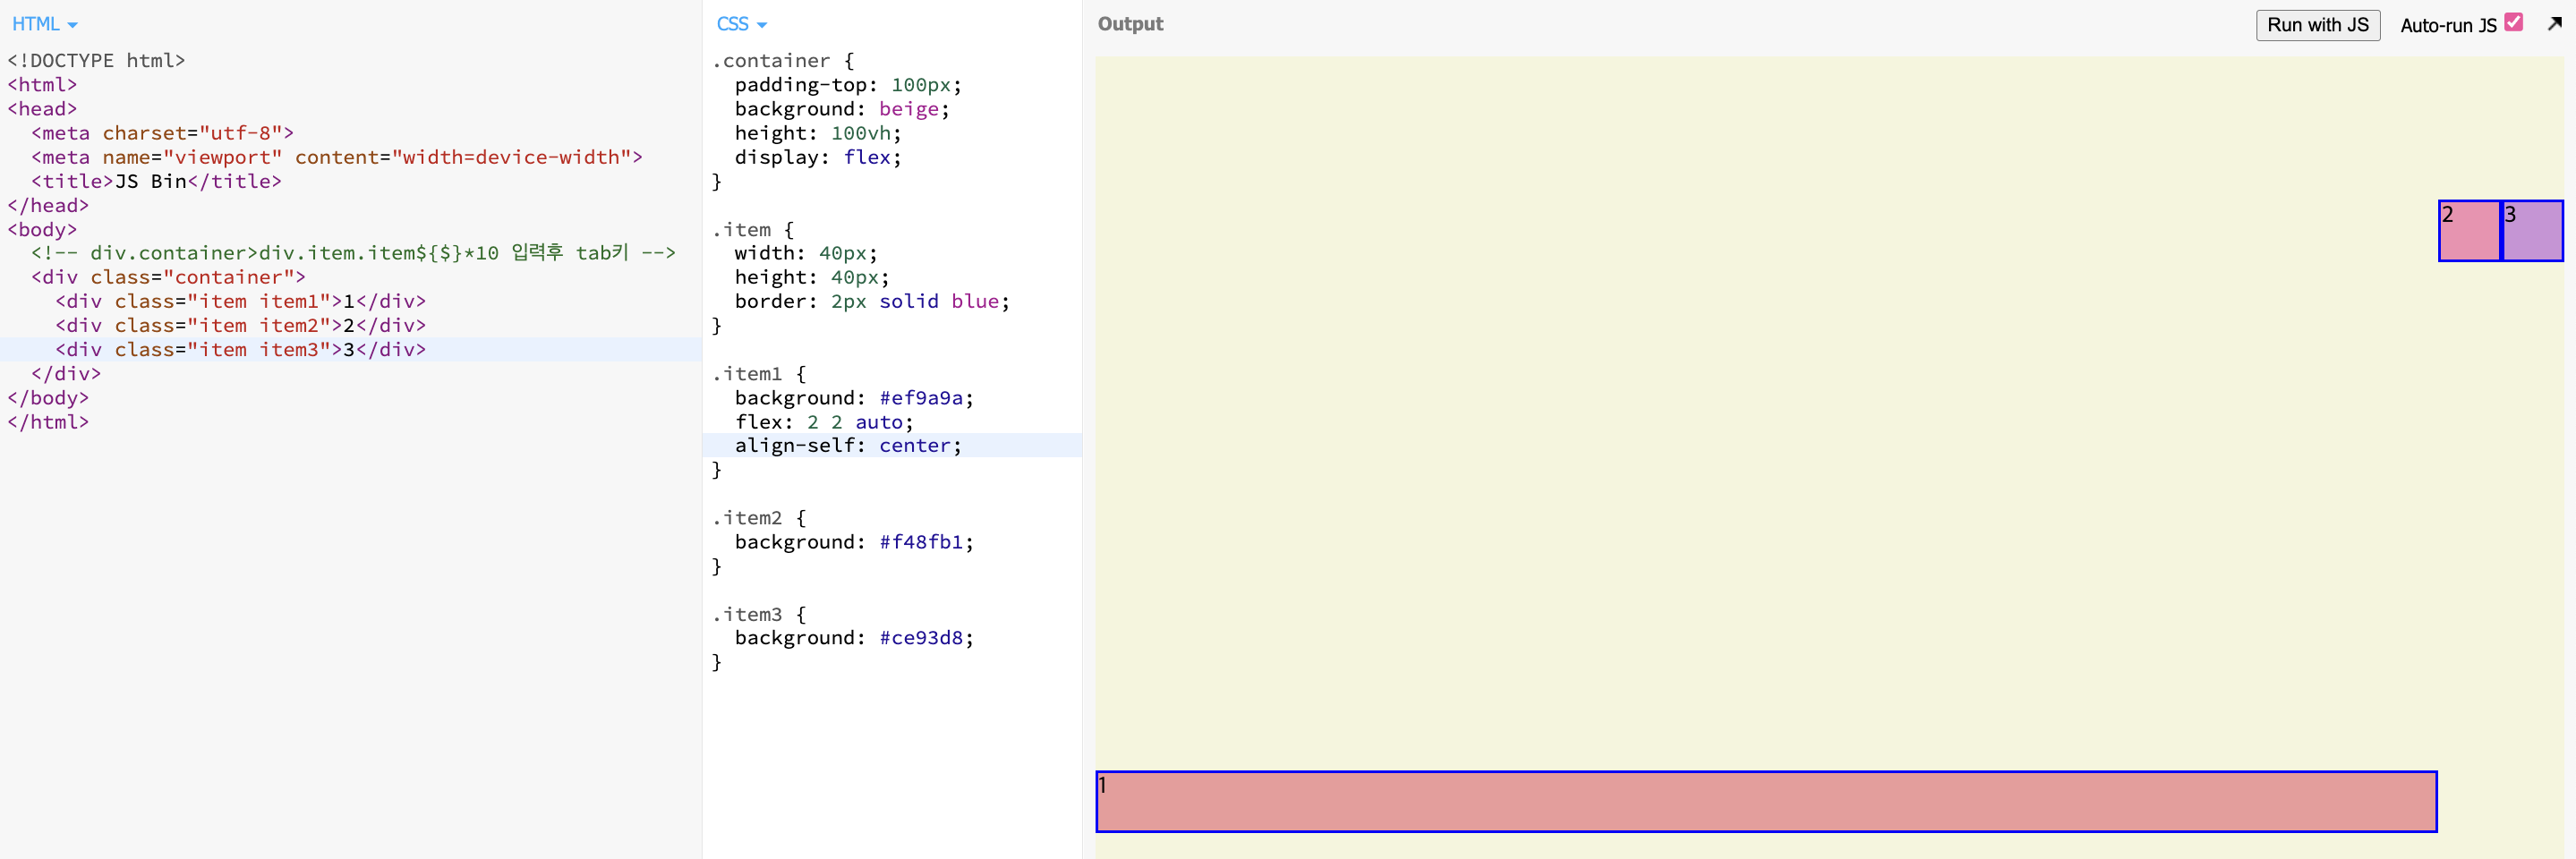 HTML
<!DOCTYPE html>
<html>
<head>
  <meta charset="utf-8">
  <meta name="viewport" content="width=device-width">
  <title>JS Bin</title>
</head>
<body>
  <!-- div.container>div.item.item${$}*10 입력후 tab키 -->
  <div class="container">
    <div class="item item1">1</div>
    <div class="item item2">2</div>
    <div class="item item3">3</div>
  </div>
</body>
</html>
CSS
.container {
  padding-top: 100px;
  background: beige;
  height: 100vh;
  display: flex;
}

.item {
  width: 40px;
  height: 40px;
  border: 2px solid blue;
}

.item1 {
  background: #ef9a9a;
  flex: 2 2 auto;
  align-self: center;
}

.item2 {
  background: #f48fb1;
}

.item3 {
  background: #ce93d8;
}
Output
Run with JS
Auto-run JS
2
3
1